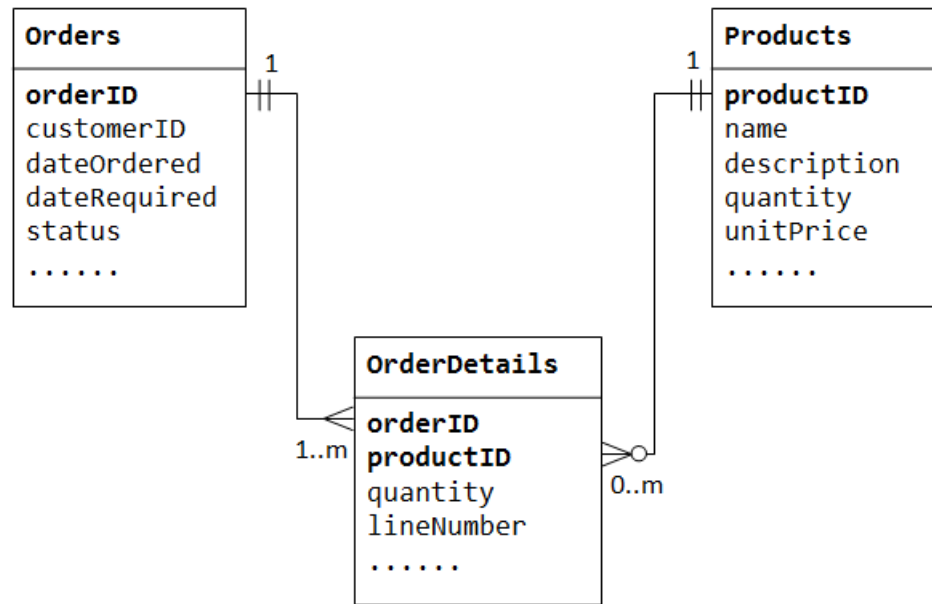 Orders
orderID
customerID
dateOrdered
dateRequired
status
......
1
1
Products
productID
name
description
quantity
unitPrice
......
OrderDetails
orderID
productID
quantity
lineNumber
......
1..m
0..m